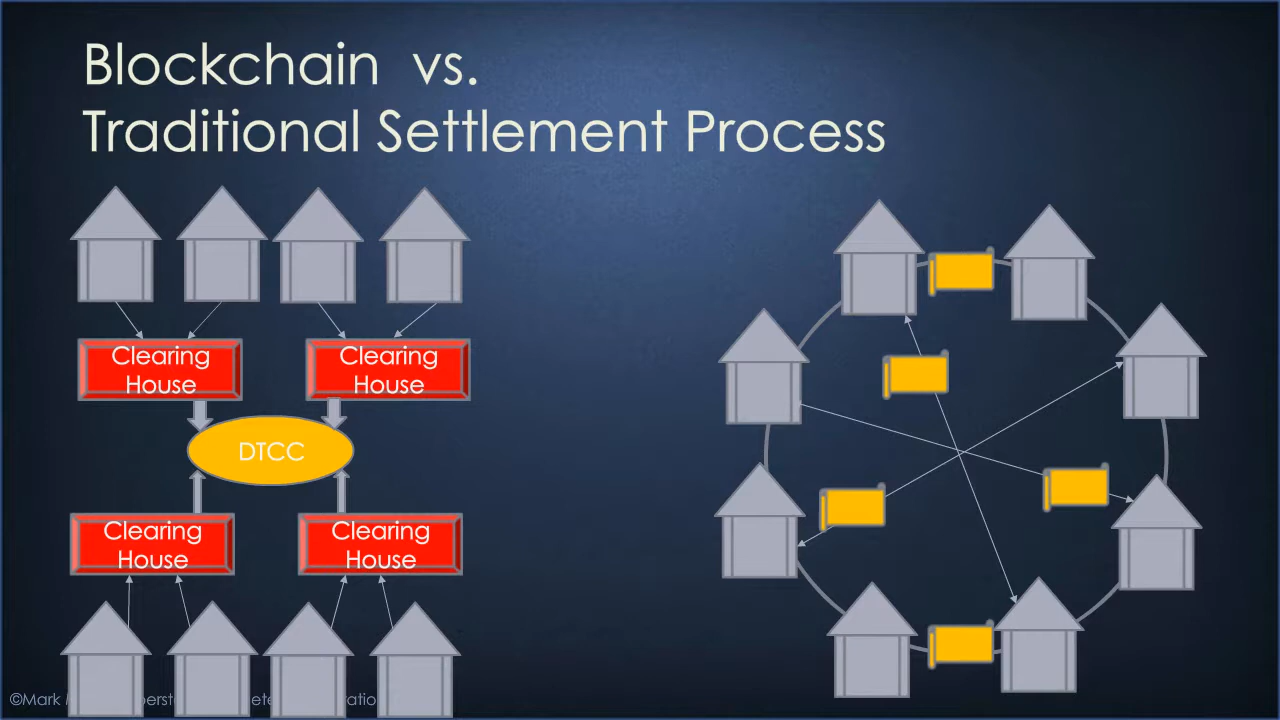 Blockchain vs.
Traditional Settlement Process
Clearing
House
Clearing
House
DTCC
Clearing
House
Clearing
House
©Mark